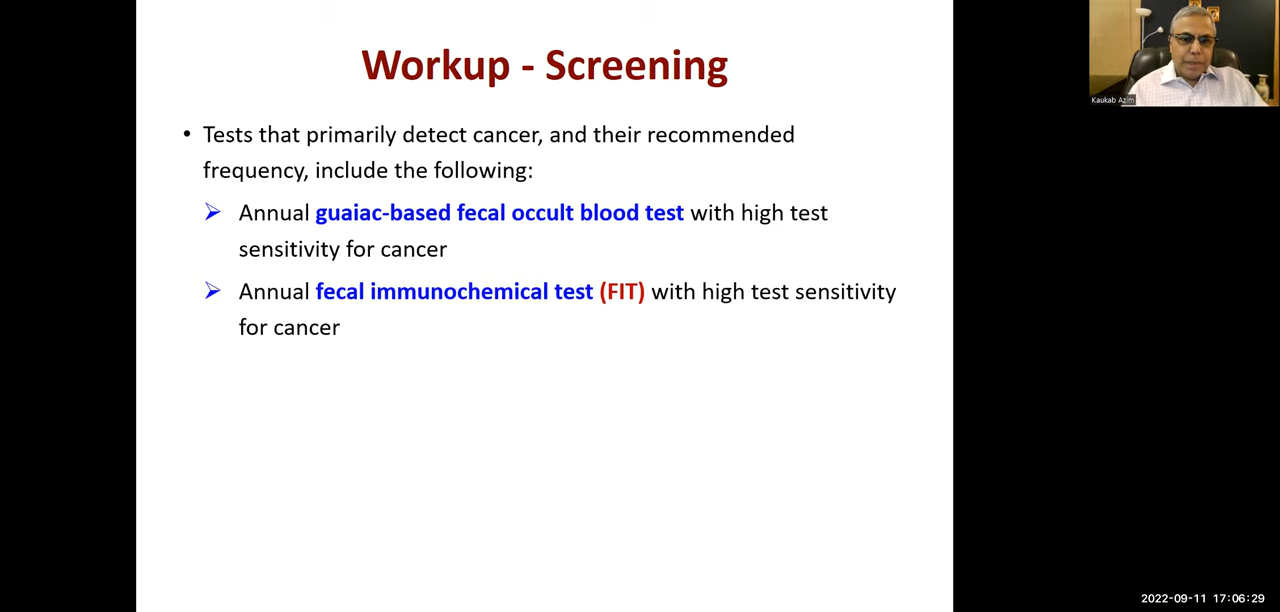 Workup - Screening
• Tests that primarily detect cancer, and their recommended
frequency, include the following:
➢ Annual guaiac-based fecal occult blood test with high test
sensitivity for cancer
➢ Annual fecal immunochemical test (FIT) with high test sensitivity
for cancer
Kaukab Azim
2022-09-11 17:06:29